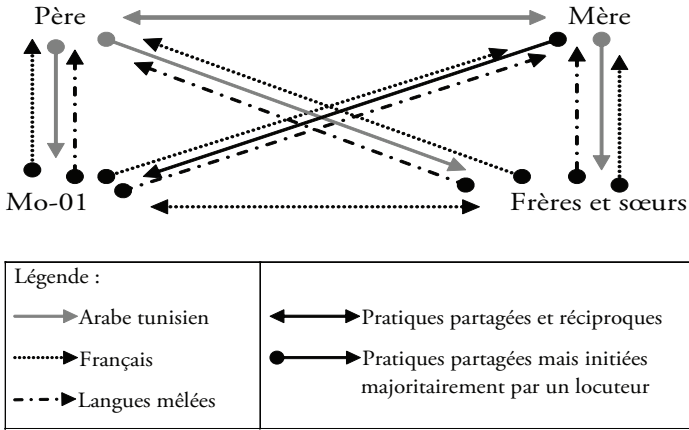 Père Mère
Mo-01 Frères et sœurs
Légende :
Arabe tunisien
Français
Langues mêlées
Pratiques partagées et réciproques
Pratiques partagées mais initiées
majoritairement par un locuteur